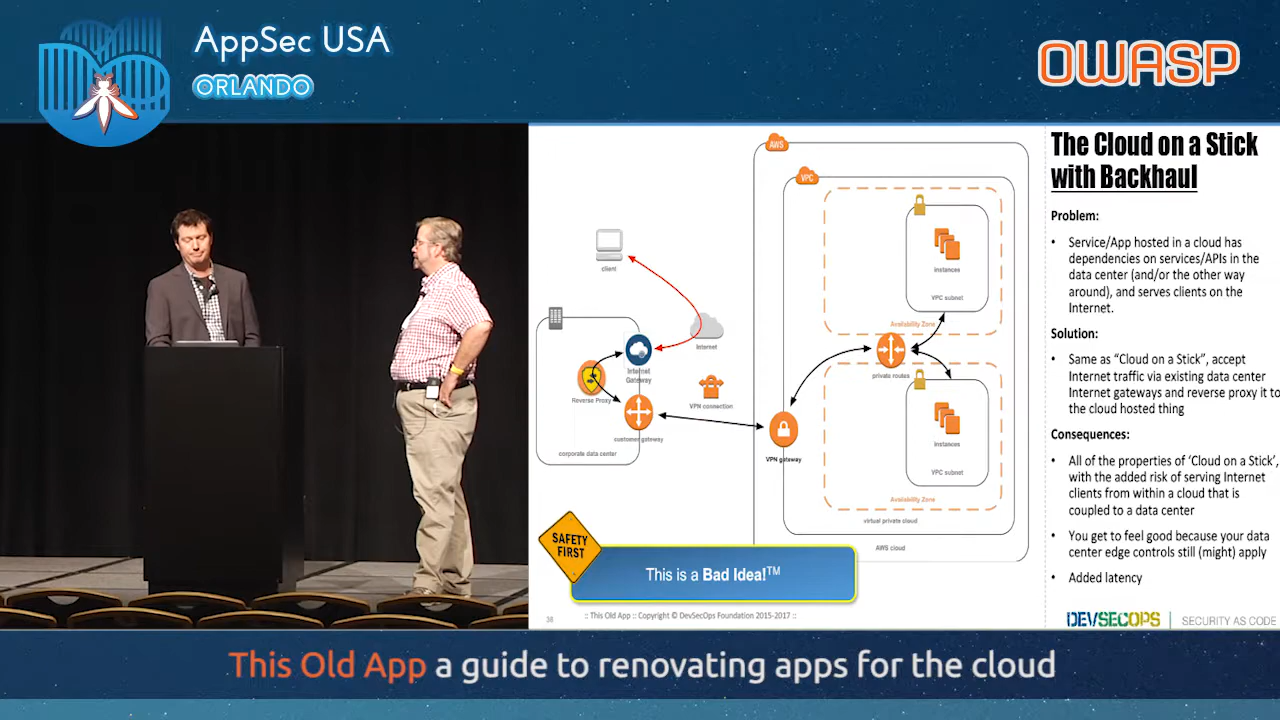 AppSec USA
ORLANDO
OWASP
AWS
VPC
client
Internet
Internet
Gateway
Reverse Proxy
customer gateway
corporate data center
VPN connection
VPN gateway
private routes
instances
VPC subnet
Availability Zone
instances
VPC subnet
Availability Zone
virtual private cloud
AWS cloud
SAFETY
FIRST
This is a Bad Idea!TM
38
:: This Old App :: Copyright © DevSecOps Foundation 2015-2017 ::
The Cloud on a Stick
with Backhaul
Problem:
• Service/App hosted in a cloud has
dependencies on services/APIs in the
data center (and/or the other way
around), and serves clients on the
Internet.
Solution:
• Same as “Cloud on a Stick”, accept
Internet traffic via existing data center
Internet gateways and reverse proxy it to
the cloud hosted thing
Consequences:
• All of the properties of ‘Cloud on a Stick’,
with the added risk of serving Internet
clients from within a cloud that is
coupled to a data center
• You get to feel good because your data
center edge controls still (might) apply
• Added latency
DEVSECOPS | SECURITY AS CODE
This Old App a guide to renovating apps for the cloud